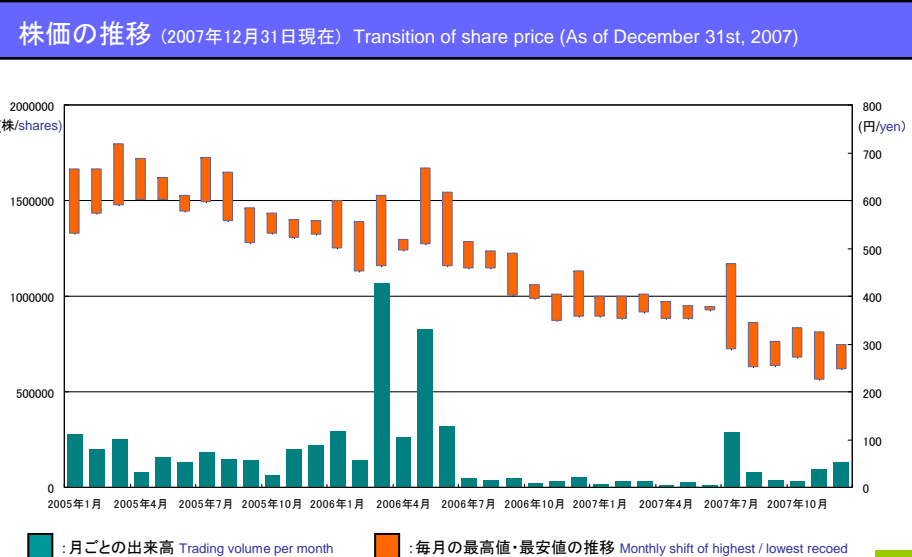 株価の推移（2007年12月31日現在） Transition of share price (As of December 31st, 2007)
2000000
(株/shares)
1500000
1000000
500000
0
800
(円/yen)
700
600
500
400
300
200
100
0
2005年1月 2005年4月 2005年7月 2005年10月 2006年1月 2006年4月 2006年7月 2006年10月 2007年1月 2007年4月 2007年7月 2007年10月
：月ごとの出来高 Trading volume per month
：毎月の最高値・最安値の推移 Monthly shift of highest / lowest recoed